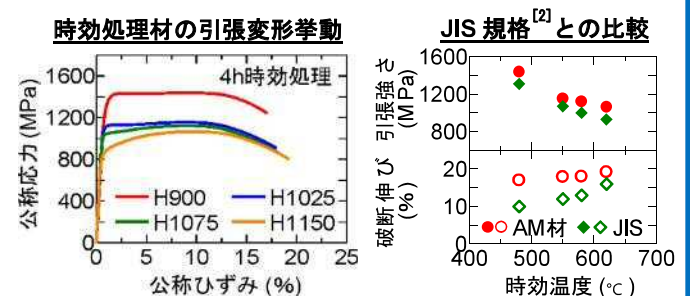 時効処理材の引張変形挙動
4h時効処理
公称応力 (MPa)
1600
1200
800
400
0
H900
H1025
H1075
H1150
0
5
10
15
20
25
公称ひずみ (%)
JIS 規格[2]との比較
引張強さ
(MPa)
1600
1200
800
破断伸び
(%)
20
10
0
AM材
JIS
400
500
600
700
時効温度 (℃)